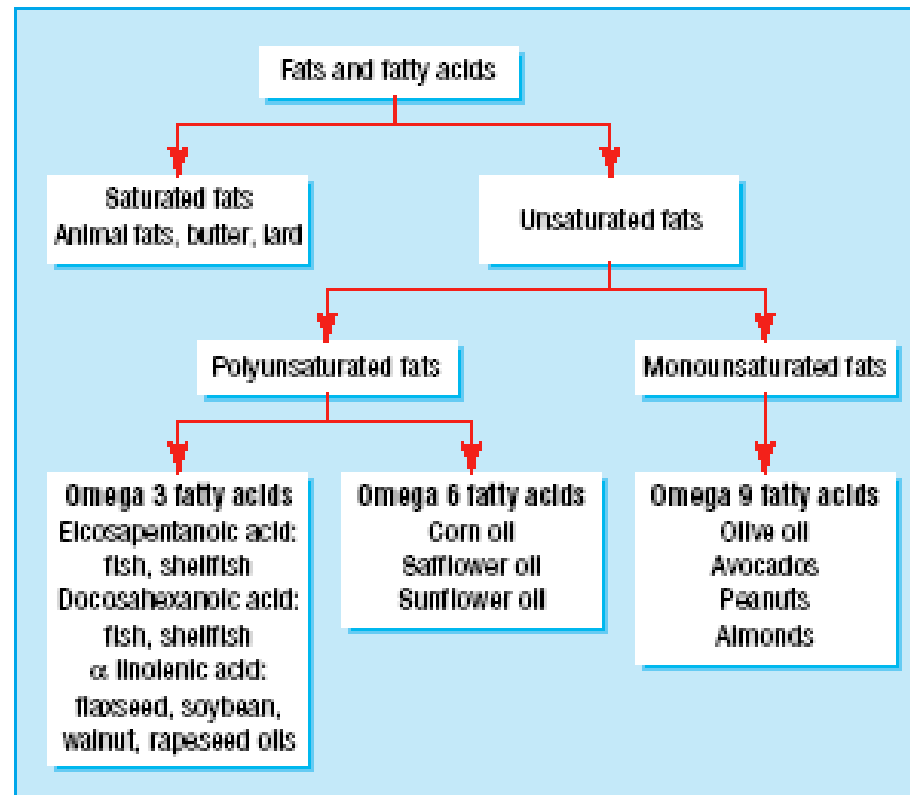 Fats and fatty acids
Saturated fats
Animal fats, butter, lard
Unsaturated fats
Polyunsaturated fats
Monounsaturated fats
Omega 3 fatty acids
Eicosapentanoic acid:
fish, shellfish
Docosahexanoic acid:
fish, shellfish
α linolenic acid:
flaxseed, soybean,
walnut, rapeseed oils
Omega 6 fatty acids
Corn oil
Safflower oil
Sunflower oil
Omega 9 fatty acids
Olive oil
Avocados
Peanuts
Almonds